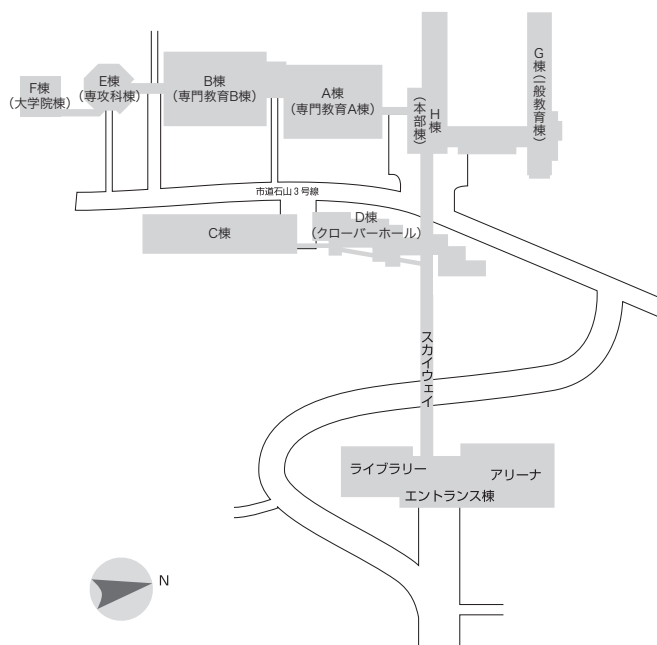 G棟(一般教育棟)
F棟
(大学院棟)
E棟
(専攻科棟)
B棟
(専門教育B棟)
A棟
(専門教育A棟)
H棟
(本部棟)
市道石山3号線
C棟
D棟
(クローバーホール)
スカイウェイ
ライブラリー
アリーナ
エントランス棟
N